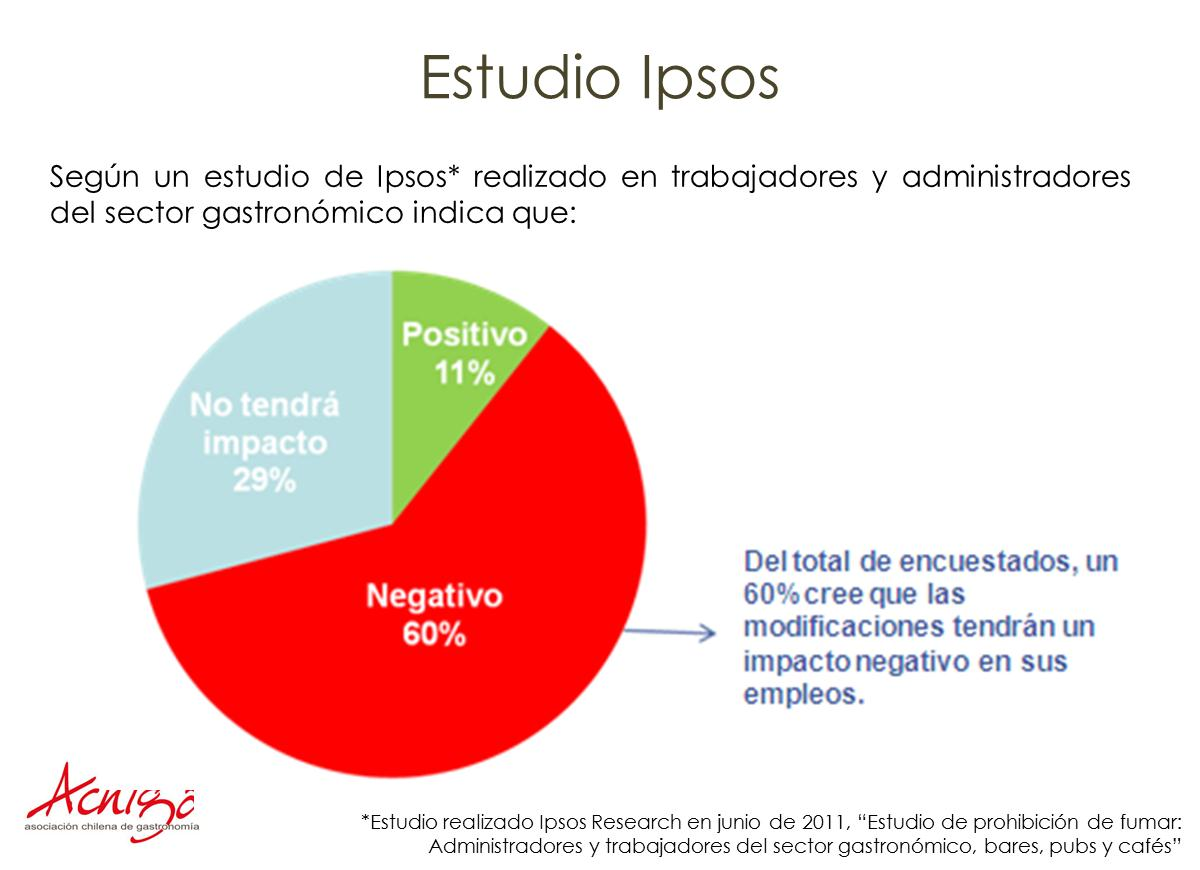 Estudio Ipsos
Según un estudio de Ipsos* realizado en trabajadores y administradores
del sector gastronómico indica que:
Positivo
11%
No tendrá
impacto
29%
Negativo
60%
Del total de encuestados, un
60% cree que las
modificaciones tendrán un
impacto negativo en sus
empleos.
Achiga
asociación chilena de gastronomía
*Estudio realizado Ipsos Research en junio de 2011, “Estudio de prohibición de fumar:
Administradores y trabajadores del sector gastronómico, bares, pubs y cafés”